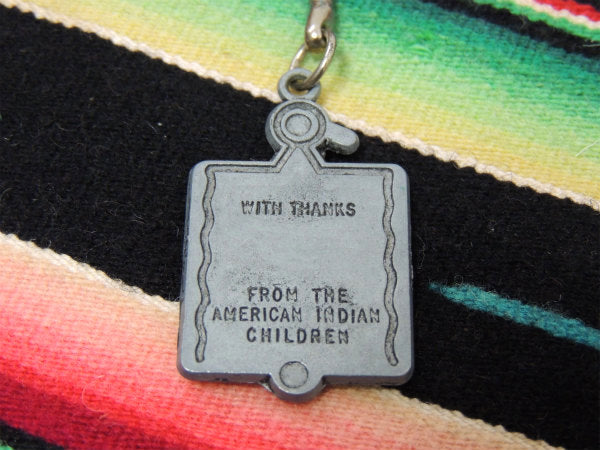 WITH THANKS
FROM THE
AMERICAN INDIAN
CHILDREN